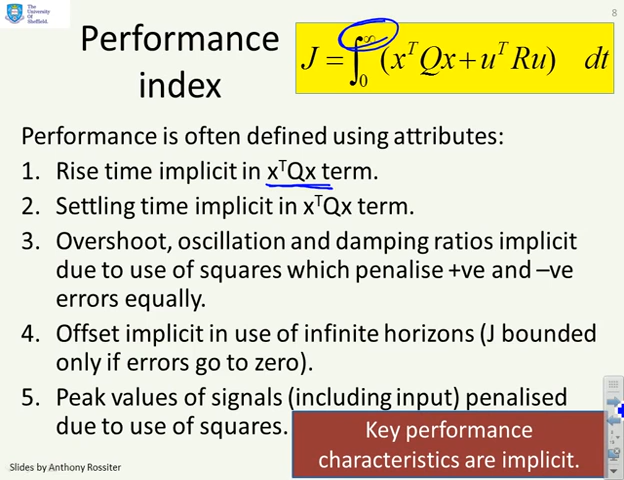 The
University
Of
Sheffield.
8
Performance
index
J = ∫₀^∞ (xᵀQx + uᵀRu) dt
Performance is often defined using attributes:
1. Rise time implicit in xᵀQx term.
2. Settling time implicit in xᵀQx term.
3. Overshoot, oscillation and damping ratios implicit
due to use of squares which penalise +ve and –ve
errors equally.
4. Offset implicit in use of infinite horizons (J bounded
only if errors go to zero).
5. Peak values of signals (including input) penalised
due to use of squares.
Key performance
characteristics are implicit.
Slides by Anthony Rossiter